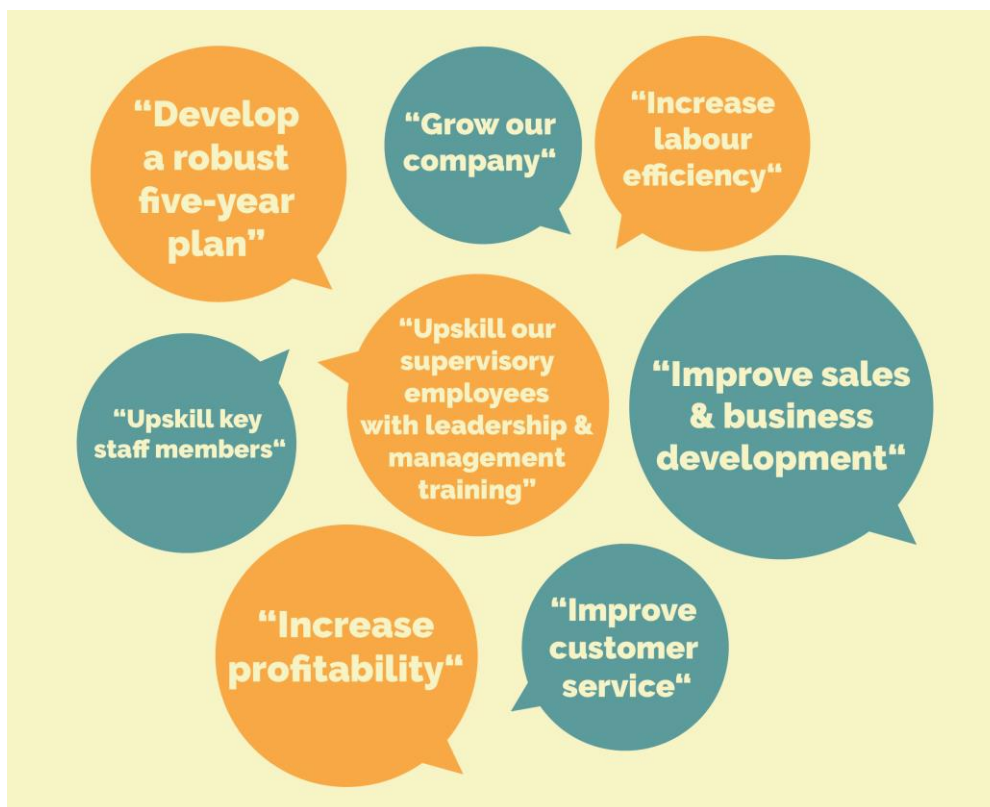 “Develop
a robust
five-year
plan”
“Grow our
company“
“Increase
labour
efficiency“
“Upskill key
staff members“
“Upskill our
supervisory
employees
with leadership &
management
training”
“Improve sales
& business
development“
“Increase
profitability“
“Improve
customer
service“